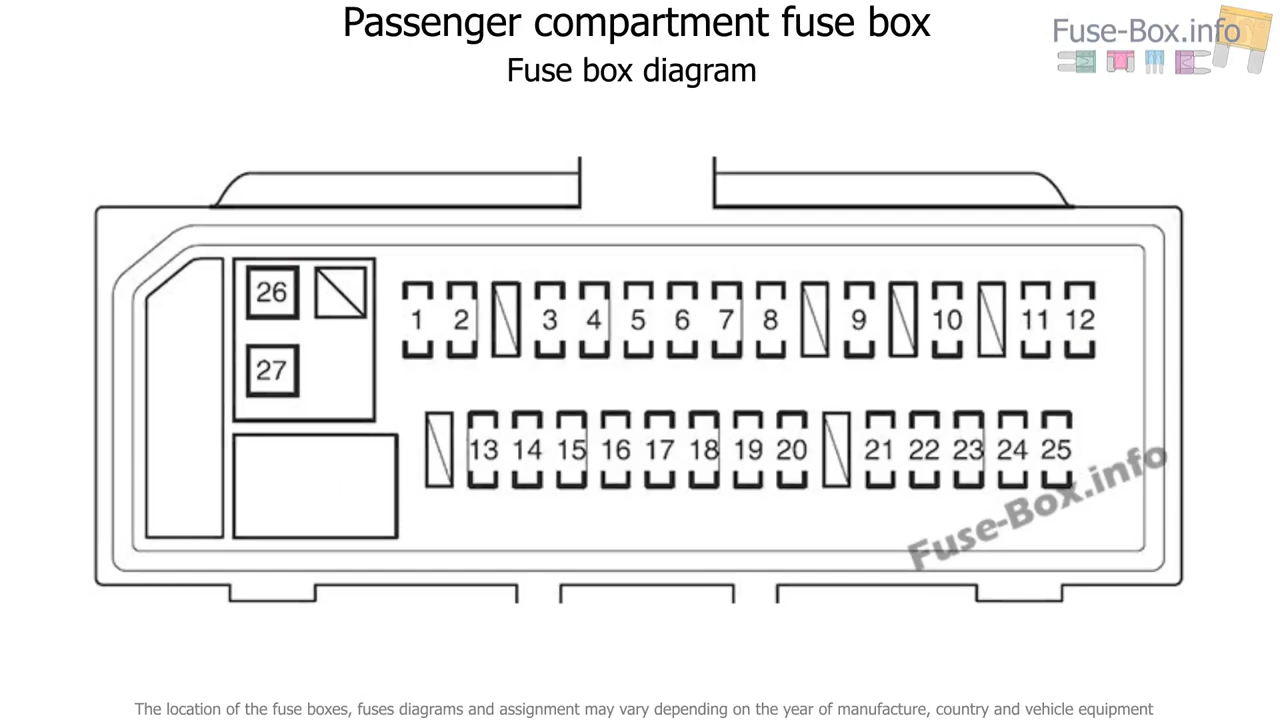 Passenger compartment fuse box
Fuse box diagram
Fuse-Box.info
26
1 2 3 4 5 6 7 8 9 10 11 12
27
13 14 15 16 17 18 19 20 21 22 23 24 25
Fuse-Box.info
The location of the fuse boxes, fuses diagrams and assignment may vary depending on the year of manufacture, country and vehicle equipment